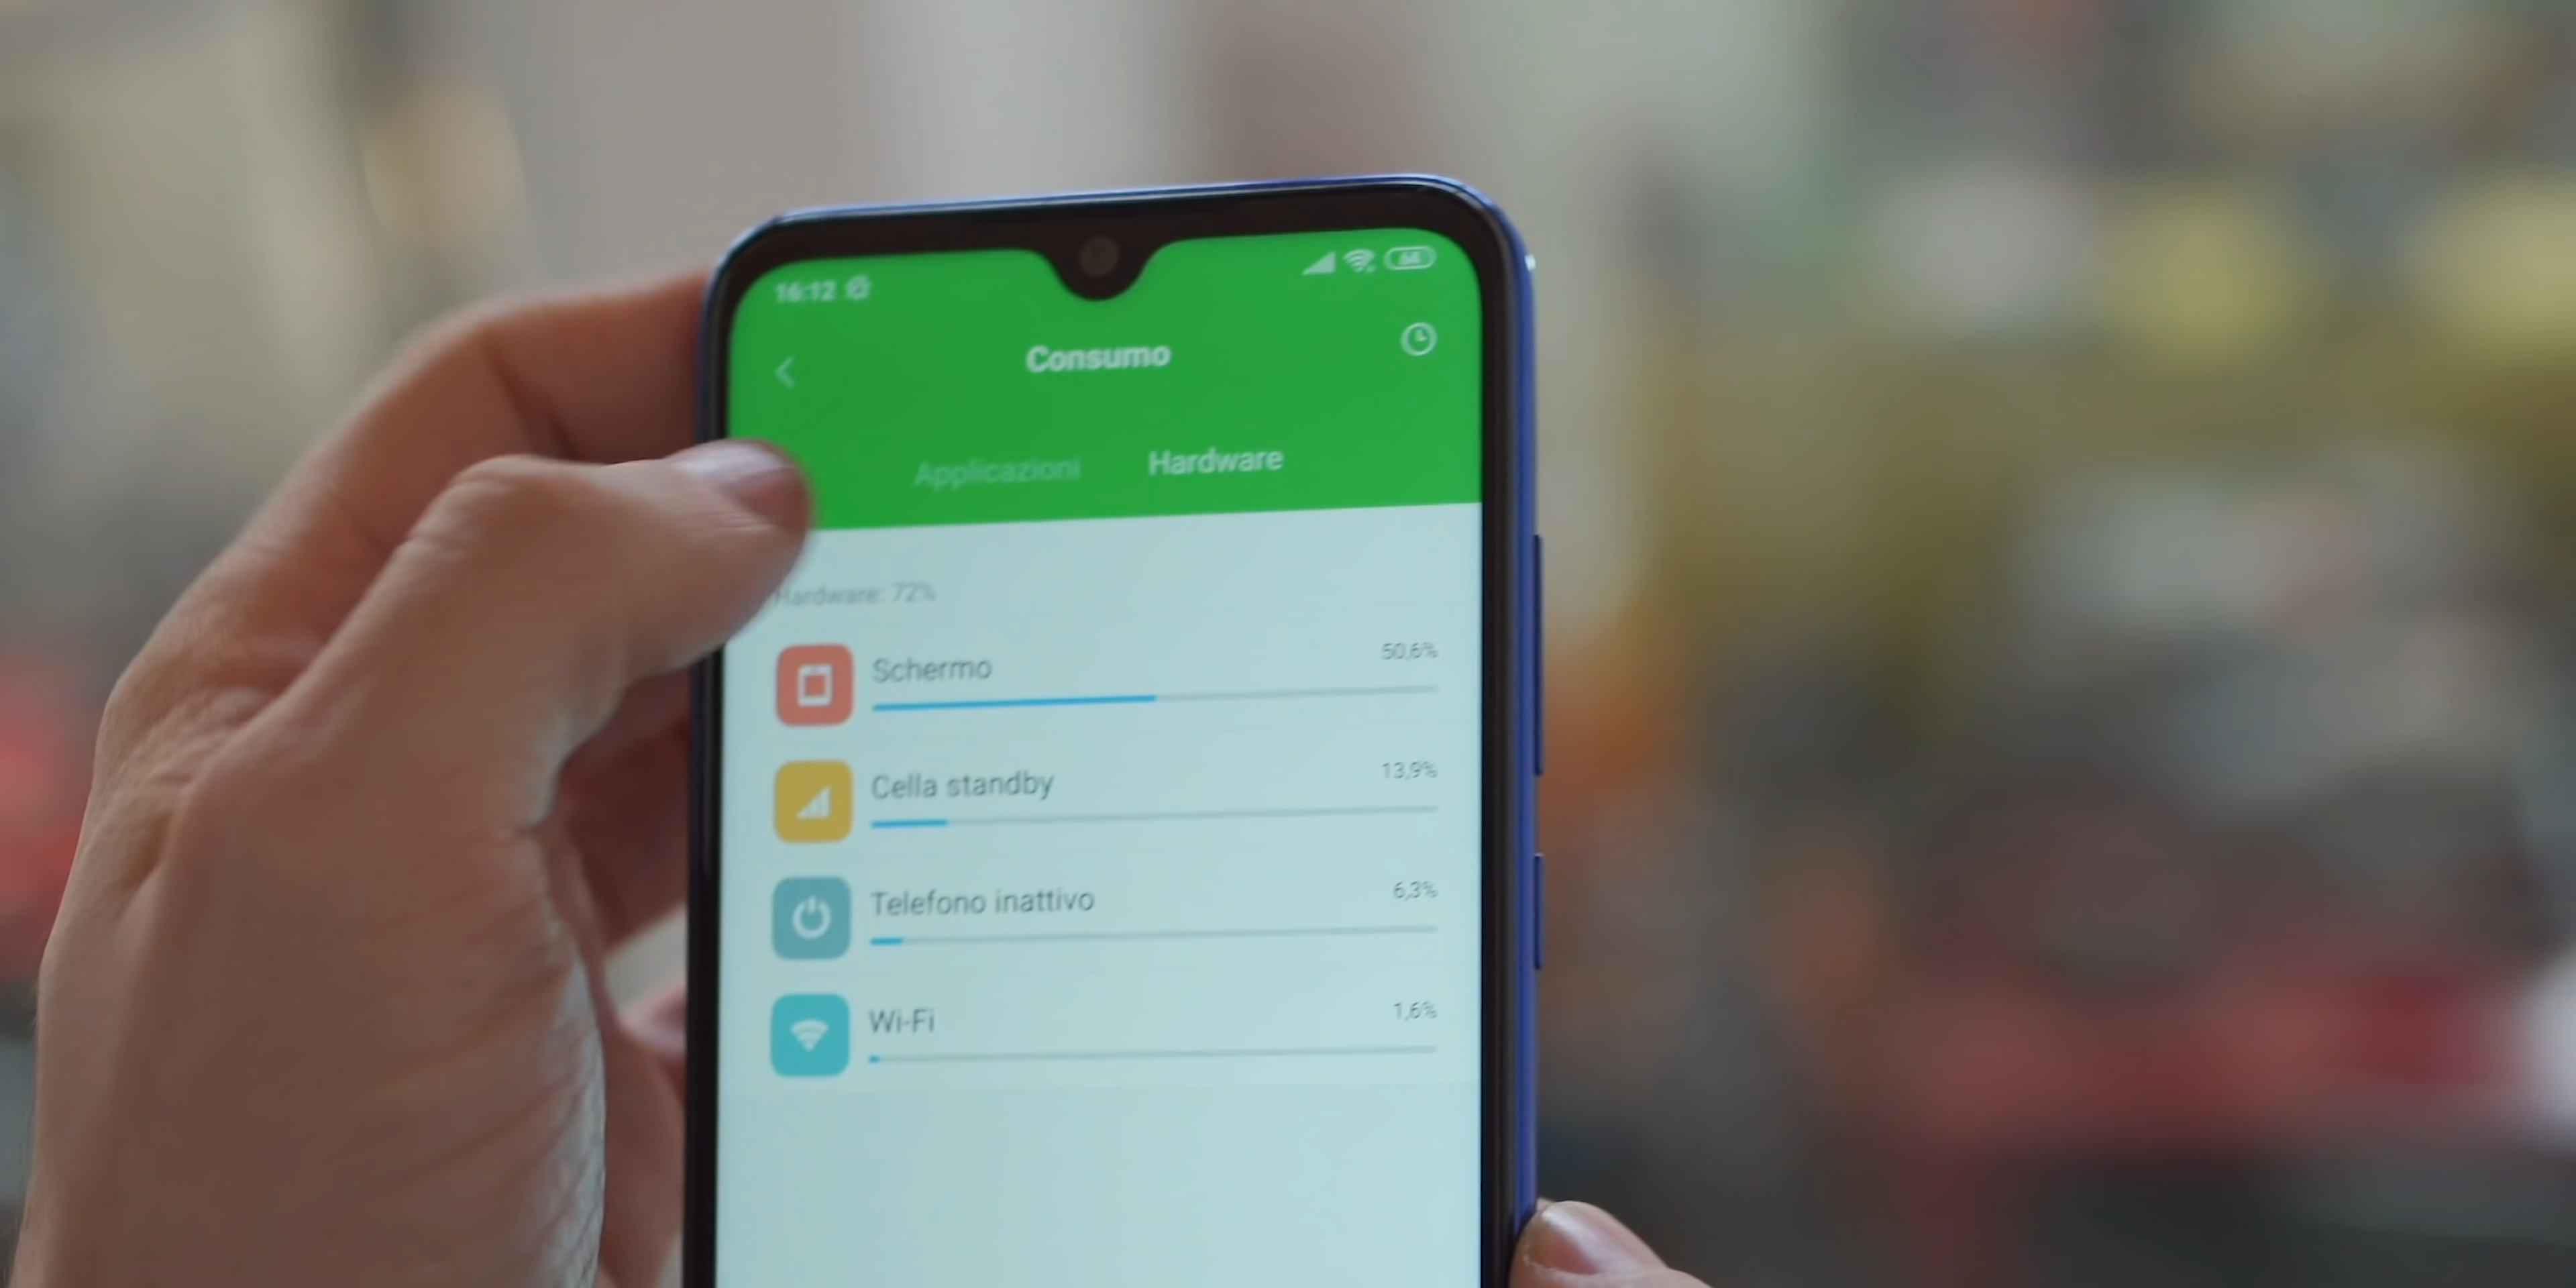 16:12
64
Consumo
Applicazioni Hardware
Hardware: 72%
Schermo 50,6%
Cella standby 13,9%
Telefono inattivo 6,3%
Wi-Fi 1,6%